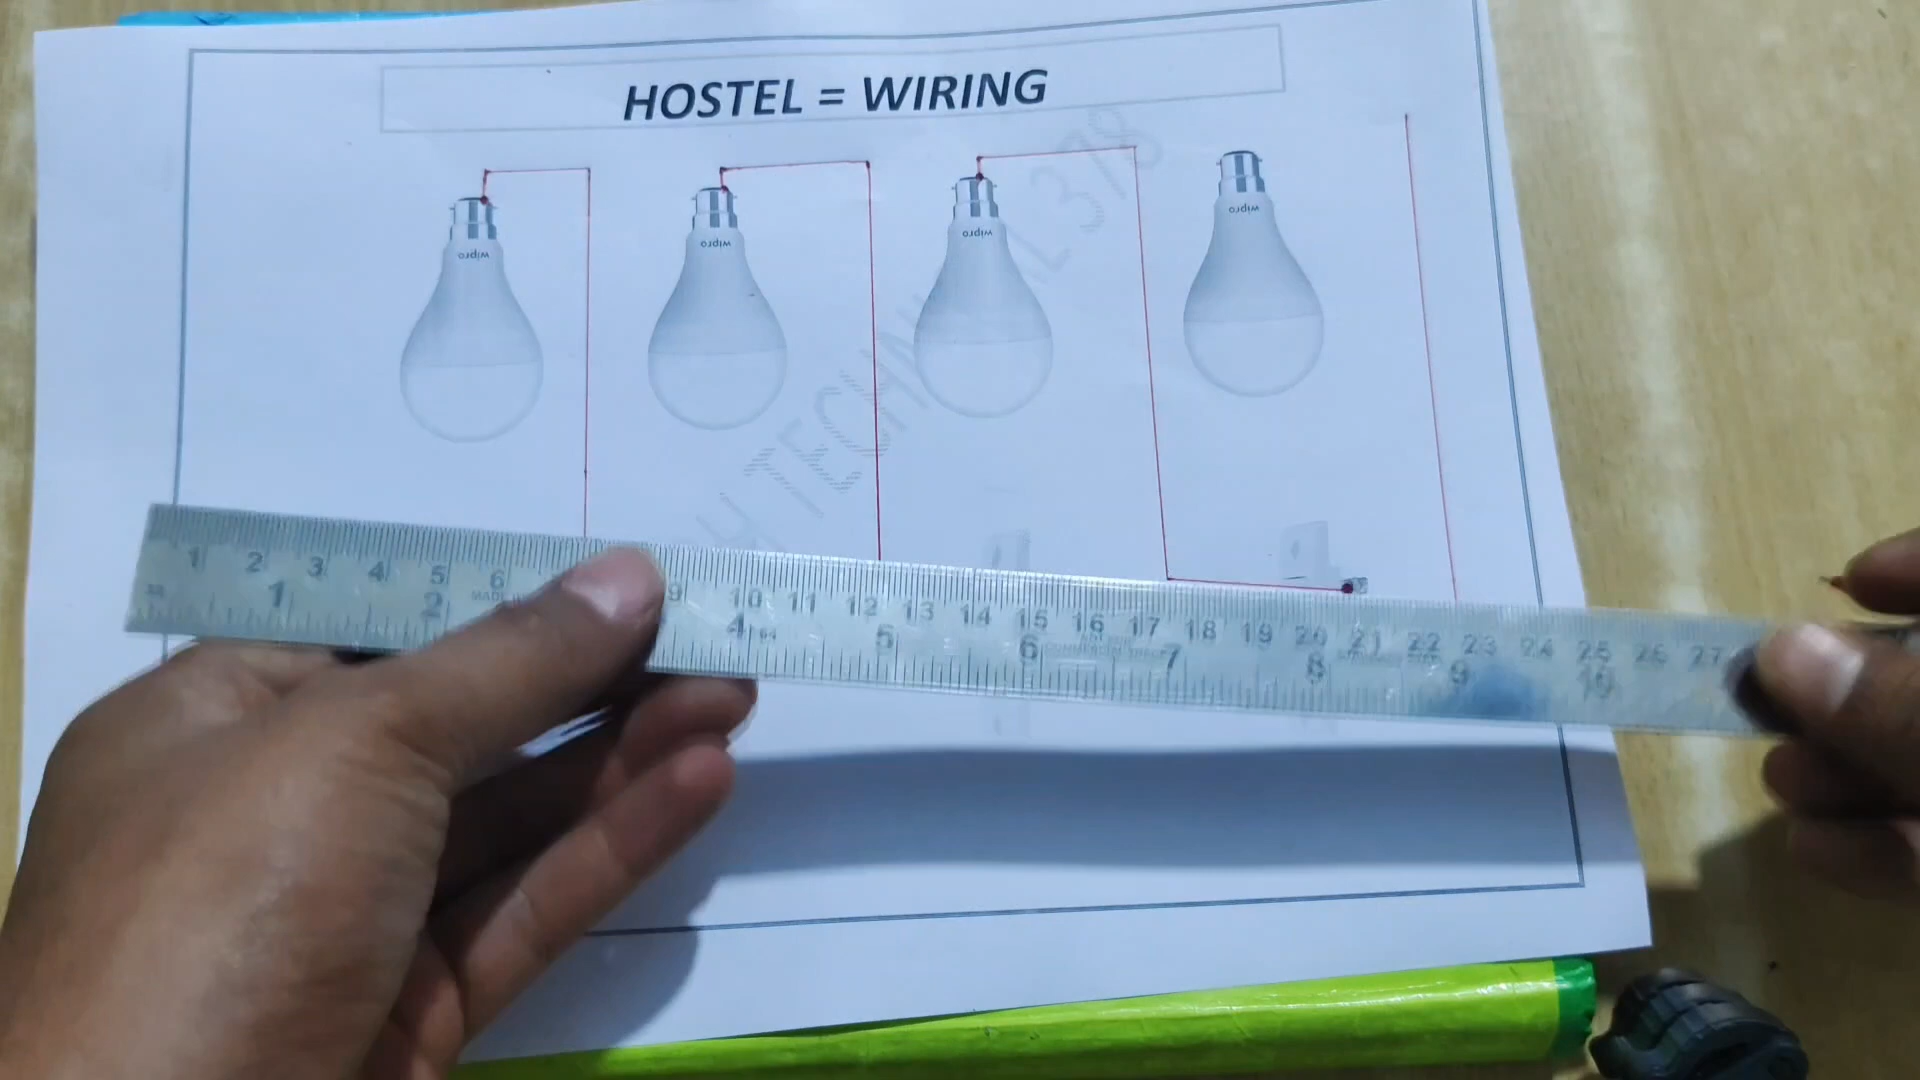 HOSTEL = WIRING
wipro
wipro
wipro
wipro
TECHNICAL 378
1 2 3 4 5 6 9 10 11 12 13 14 15 16 17 18 19 20 21 22 23 24 25 26 27
1 2 4 5 6 7 8 9 10